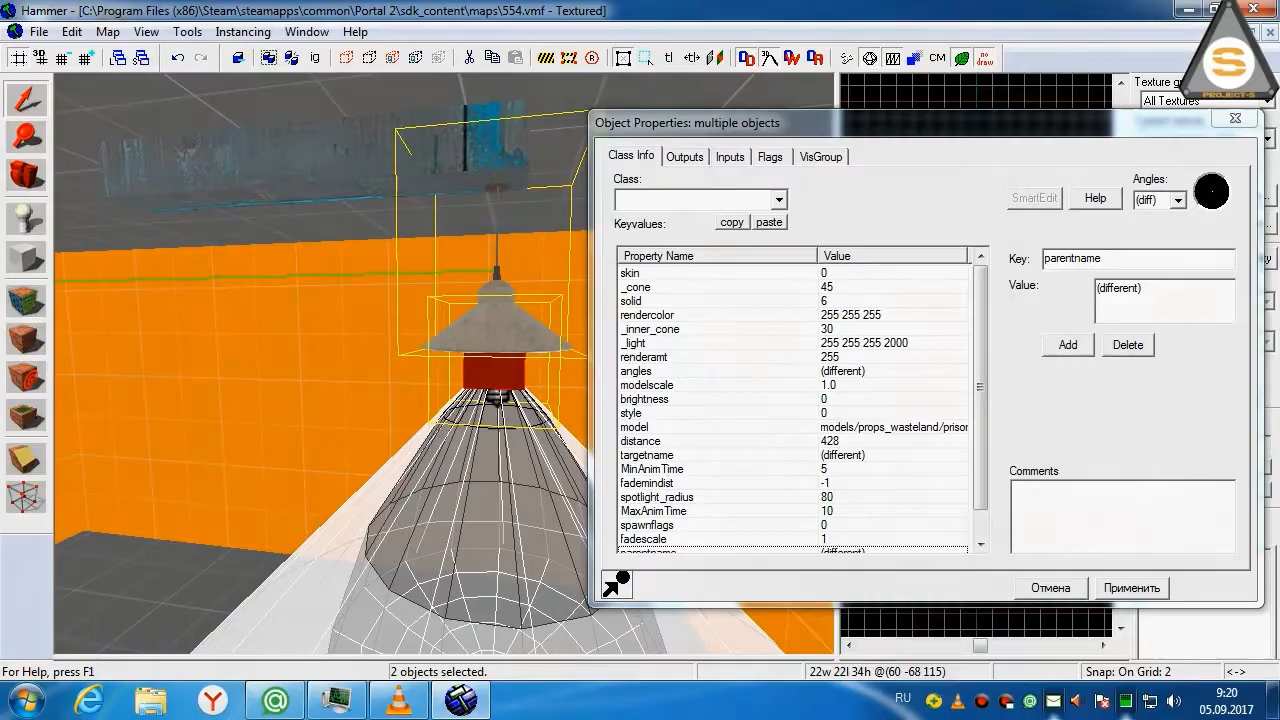 Hammer - [C:\Program Files (x86)\Steam\steamapps\common\Portal 2\sdk_content\maps\554.vmf - Textured]
File Edit Map View Tools Instancing Window Help
S
PROJECT-S
Texture
All Textures
Object Properties: multiple objects
Class Info Outputs Inputs Flags VisGroup
Class:
Angles:
SmartEdit Help (diff)
Keyvalues: copy paste
Property Name Value
skin 0
_cone 45
solid 6
rendercolor 255 255 255
_inner_cone 30
_light 255 255 255 2000
renderamt 255
angles (different)
modelscale 1.0
brightness 0
style 0
model models/props_wasteland/prisor
distance 428
targetname (different)
MinAnimTime 5
fademindist -1
spotlight_radius 80
MaxAnimTime 10
spawnflags 0
fadescale 1
parentname (different)
Key: parentname
Value: (different)
Add Delete
Comments
Отмена Применить
For Help, press F1 2 objects selected. 22w 22l 34h @(60 -68 115) Snap: On Grid: 2 <->
RU
9:20
05.09.2017